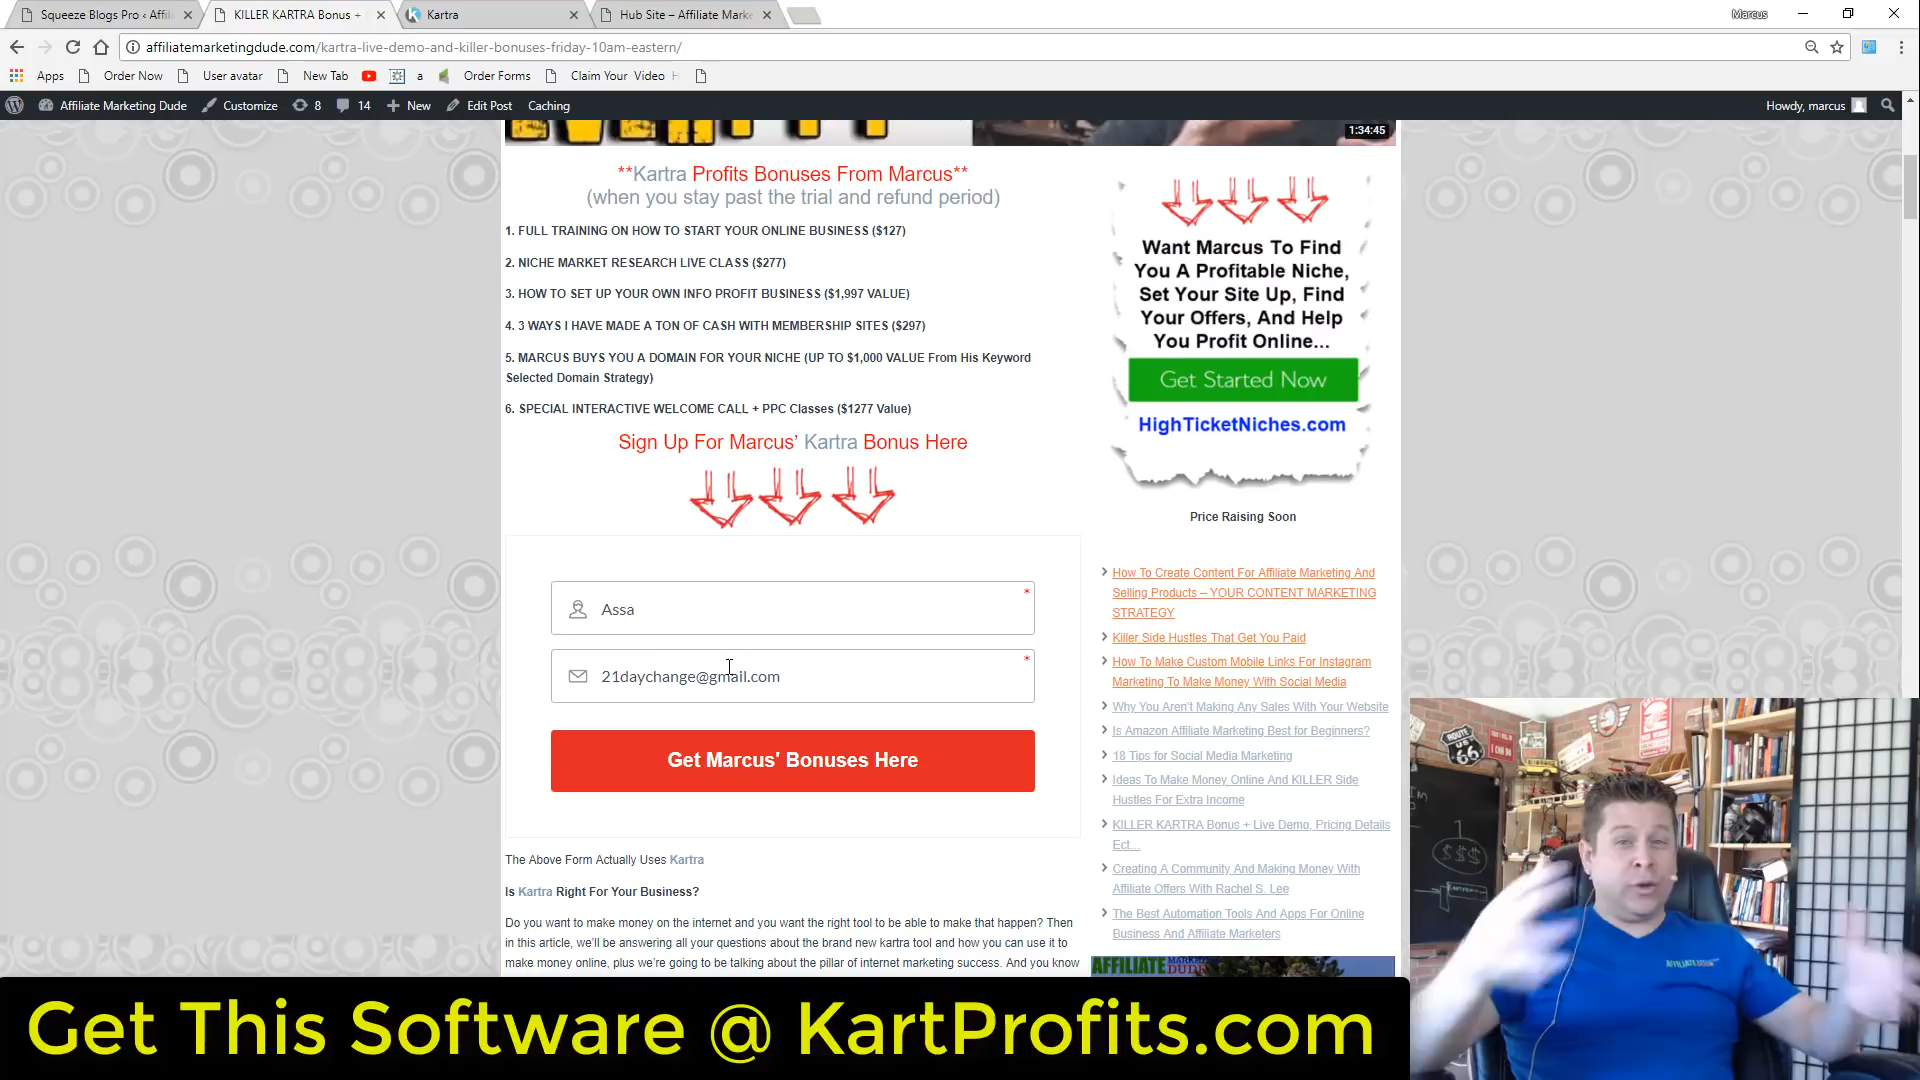 Squeeze Blogs Pro ‹ Affil
KILLER KARTRA Bonus +
Kartra
Hub Site – Affiliate Mark
Marcus
affiliatemarketingdude.com/kartra-live-demo-and-killer-bonuses-friday-10am-eastern/
Apps
Order Now
User avatar
New Tab
a
Order Forms
Claim Your Video
Affiliate Marketing Dude
Customize
8
14
New
Edit Post
Caching
Howdy, marcus
1:34:45
**Kartra Profits Bonuses From Marcus**
(when you stay past the trial and refund period)
1. FULL TRAINING ON HOW TO START YOUR ONLINE BUSINESS ($127)
2. NICHE MARKET RESEARCH LIVE CLASS ($277)
3. HOW TO SET UP YOUR OWN INFO PROFIT BUSINESS ($1,997 VALUE)
4. 3 WAYS I HAVE MADE A TON OF CASH WITH MEMBERSHIP SITES ($297)
5. MARCUS BUYS YOU A DOMAIN FOR YOUR NICHE (UP TO $1,000 VALUE From His Keyword
Selected Domain Strategy)
6. SPECIAL INTERACTIVE WELCOME CALL + PPC Classes ($1277 Value)
Sign Up For Marcus' Kartra Bonus Here
Assa
*
21daychange@gmail.com
*
Get Marcus' Bonuses Here
The Above Form Actually Uses Kartra
Is Kartra Right For Your Business?
Do you want to make money on the internet and you want the right tool to be able to make that happen? Then
in this article, we'll be answering all your questions about the brand new kartra tool and how you can use it to
make money online, plus we're going to be talking about the pillar of internet marketing success. And you know
Want Marcus To Find
You A Profitable Niche,
Set Your Site Up, Find
Your Offers, And Help
You Profit Online...
Get Started Now
HighTicketNiches.com
Price Raising Soon
How To Create Content For Affiliate Marketing And
Selling Products – YOUR CONTENT MARKETING
STRATEGY
Killer Side Hustles That Get You Paid
How To Make Custom Mobile Links For Instagram
Marketing To Make Money With Social Media
Why You Aren't Making Any Sales With Your Website
Is Amazon Affiliate Marketing Best for Beginners?
18 Tips for Social Media Marketing
Ideas To Make Money Online And KILLER Side
Hustles For Extra Income
KILLER KARTRA Bonus + Live Demo, Pricing Details
Ect...
Creating A Community And Making Money With
Affiliate Offers With Rachel S. Lee
The Best Automation Tools And Apps For Online
Business And Affiliate Marketers
AFFILIATE
ROUTE
66
$$$
Get This Software @ KartProfits.com